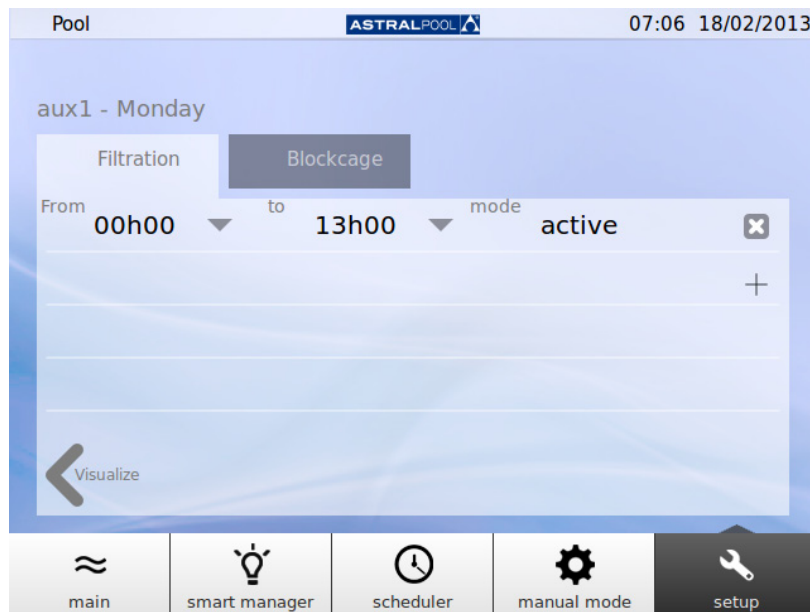 Pool ASTRALPOOL 07:06 18/02/2013
aux1 - Monday
Filtration Blockcage
From 00h00 to 13h00 mode active
Visualize
main smart manager scheduler manual mode setup